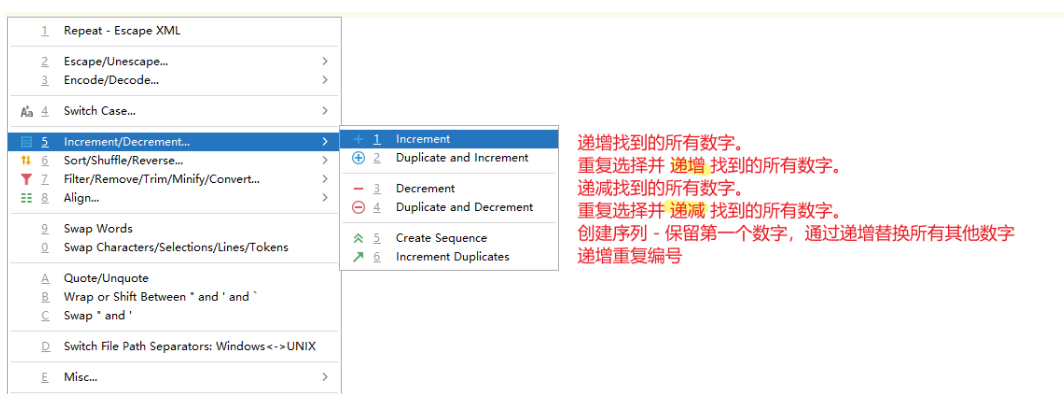 1 Repeat - Escape XML
2 Escape/Unescape...
3 Encode/Decode...
4 Switch Case...
5 Increment/Decrement...
6 Sort/Shuffle/Reverse...
7 Filter/Remove/Trim/Minify/Convert...
8 Align...
9 Swap Words
0 Swap Characters/Selections/Lines/Tokens
A Quote/Unquote
B Wrap or Shift Between " and ' and `
C Swap " and '
D Switch File Path Separators: Windows<->UNIX
E Misc...
1 Increment
2 Duplicate and Increment
3 Decrement
4 Duplicate and Decrement
5 Create Sequence
6 Increment Duplicates
递增找到的所有数字。
重复选择并 递增 找到的所有数字。
递减找到的所有数字。
重复选择并 递减 找到的所有数字。
创建序列 - 保留第一个数字，通过递增替换所有其他数字
递增重复编号